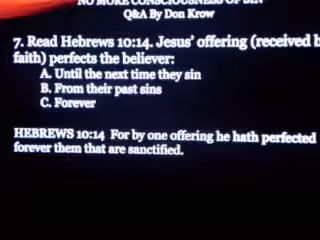 NO MORE CONSCIOUSNESS OF SIN
Q&A By Don Krow
7. Read Hebrews 10:14. Jesus' offering (received
faith) perfects the believer:
A. Until the next time they sin
B. From their past sins
C. Forever
HEBREWS 10:14 For by one offering he hath perfected
forever them that are sanctified.